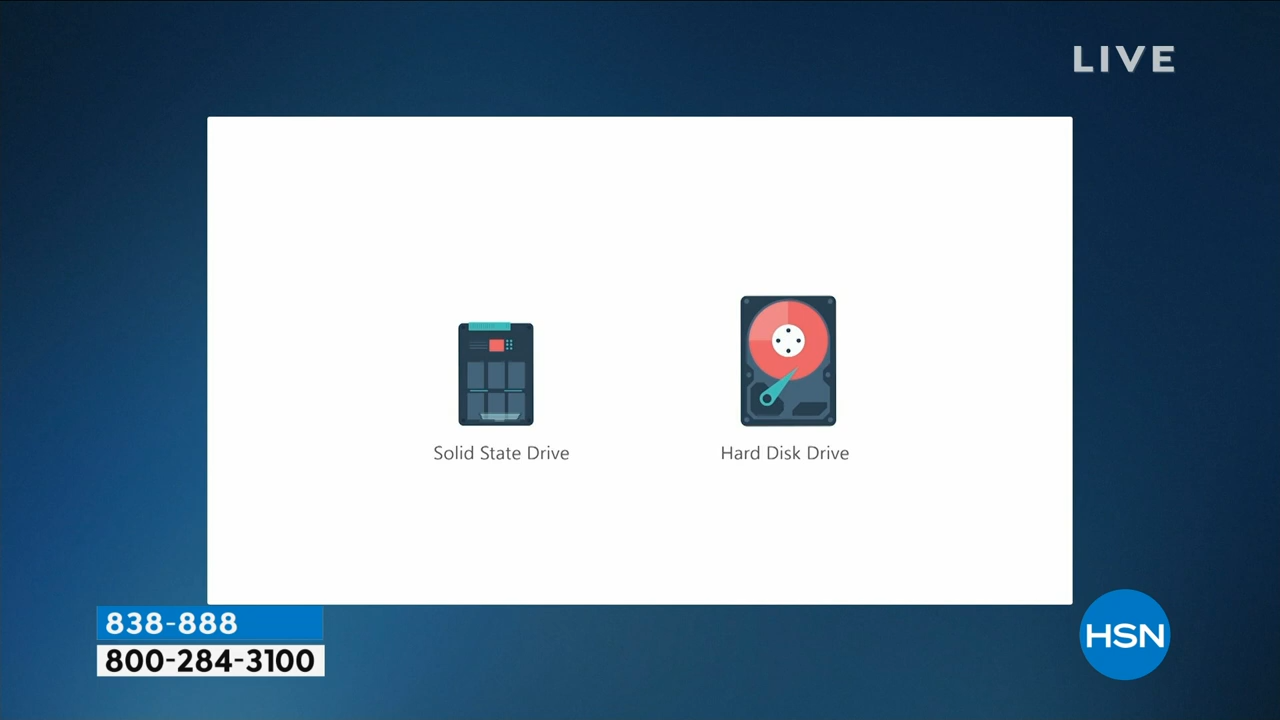 LIVE
Solid State Drive
Hard Disk Drive
838-888
800-284-3100
HSN